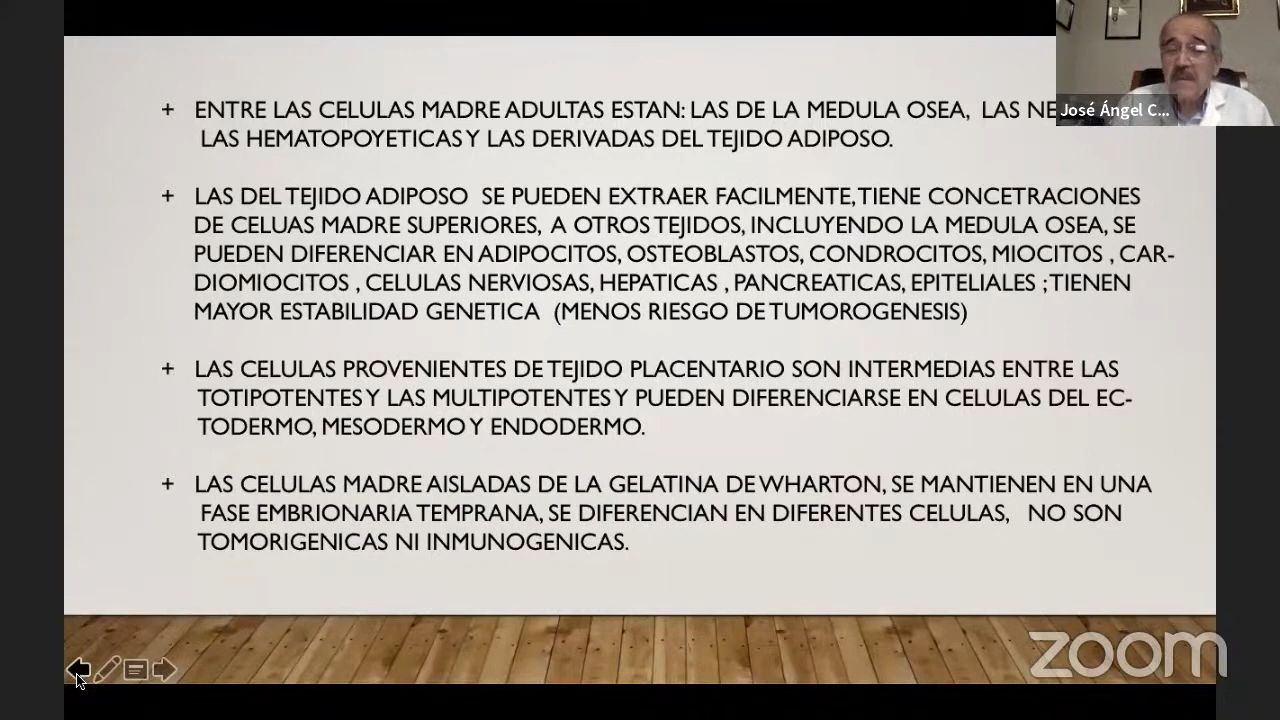 + ENTRE LAS CELULAS MADRE ADULTAS ESTAN: LAS DE LA MEDULA OSEA, LAS
LAS HEMATOPOYETICAS Y LAS DERIVADAS DEL TEJIDO ADIPOSO.
+ LAS DEL TEJIDO ADIPOSO SE PUEDEN EXTRAER FACILMENTE, TIENE CONCETRACIONES
DE CELUAS MADRE SUPERIORES, A OTROS TEJIDOS, INCLUYENDO LA MEDULA OSEA, SE
PUEDEN DIFERENCIAR EN ADIPOCITOS, OSTEOBLASTOS, CONDROCITOS, MIOCITOS , CAR-
DIOMIOCITOS , CELULAS NERVIOSAS, HEPATICAS , PANCREATICAS, EPITELIALES ; TIENEN
MAYOR ESTABILIDAD GENETICA (MENOS RIESGO DE TUMOROGENESIS)
+ LAS CELULAS PROVENIENTES DE TEJIDO PLACENTARIO SON INTERMEDIAS ENTRE LAS
TOTIPOTENTES Y LAS MULTIPOTENTES Y PUEDEN DIFERENCIARSE EN CELULAS DEL EC-
TODERMO, MESODERMO Y ENDODERMO.
+ LAS CELULAS MADRE AISLADAS DE LA GELATINA DE WHARTON, SE MANTIENEN EN UNA
FASE EMBRIONARIA TEMPRANA, SE DIFERENCIAN EN DIFERENTES CELULAS, NO SON
TOMORIGENICAS NI INMUNOGENICAS.
José Ángel C...
zoom